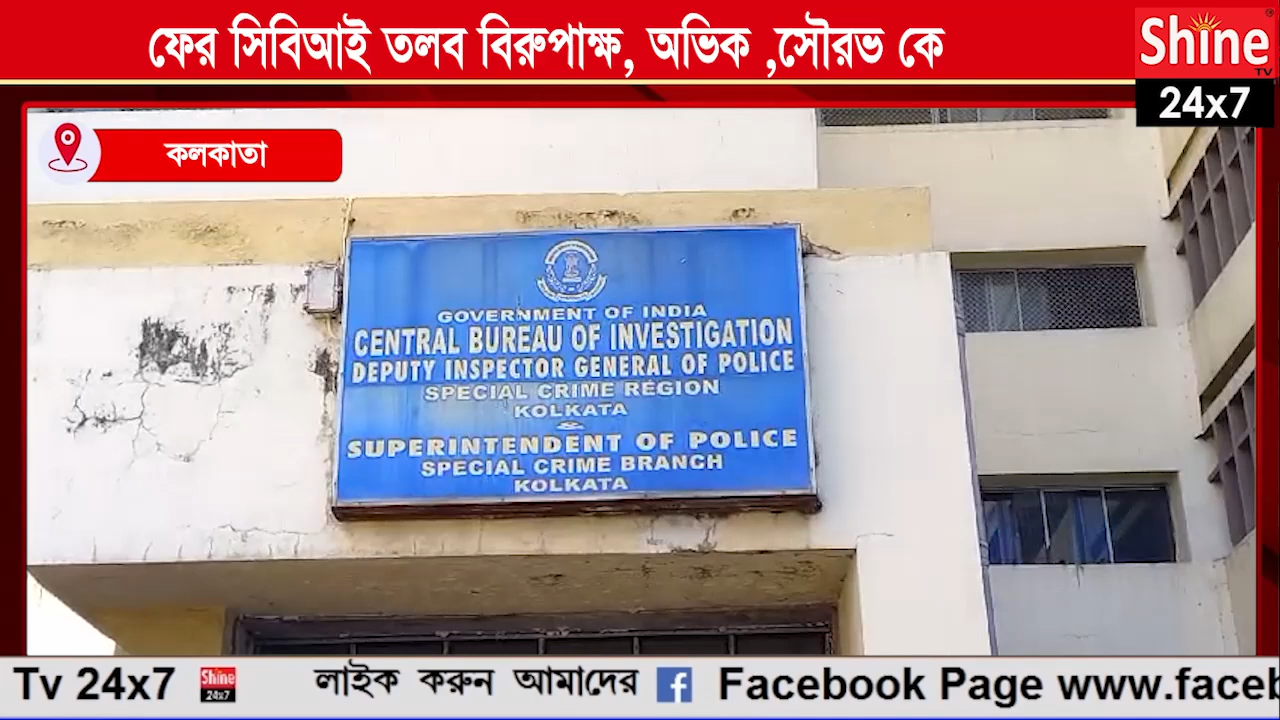 ফের সিবিআই তলব বিরুপাক্ষ, অভিক ,সৌরভ কে
Shine
TV
24x7
কলকাতা
GOVERNMENT OF INDIA
CENTRAL BUREAU OF INVESTIGATION
DEPUTY INSPECTOR GENERAL OF POLICE
SPECIAL CRIME REGION
KOLKATA
SUPERINTENDENT OF POLICE
SPECIAL CRIME BRANCH
KOLKATA
Tv 24x7 Shine 24x7 লাইক করুন আমাদের f Facebook Page www.faceb